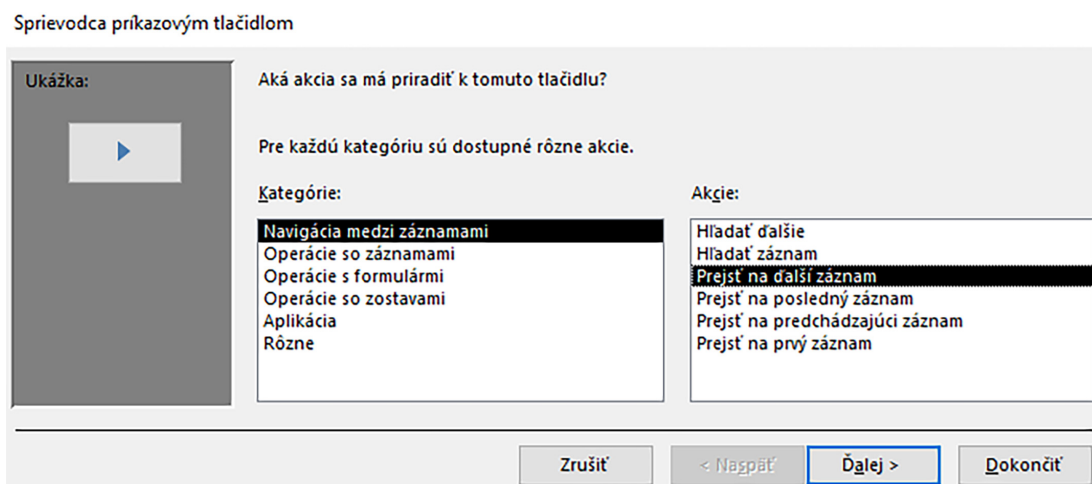 Sprievodca príkazovým tlačidlom
Ukážka:
Aká akcia sa má priradiť k tomuto tlačidlu?
Pre každú kategóriu sú dostupné rôzne akcie.
Kategórie:
Navigácia medzi záznamami
Operácie so záznamami
Operácie s formulármi
Operácie so zostavami
Aplikácia
Rôzne
Akcie:
Hľadať ďalšie
Hľadať záznam
Prejsť na ďalší záznam
Prejsť na posledný záznam
Prejsť na predchádzajúci záznam
Prejsť na prvý záznam
Zrušiť
< Naspäť
Ďalej >
Dokončiť